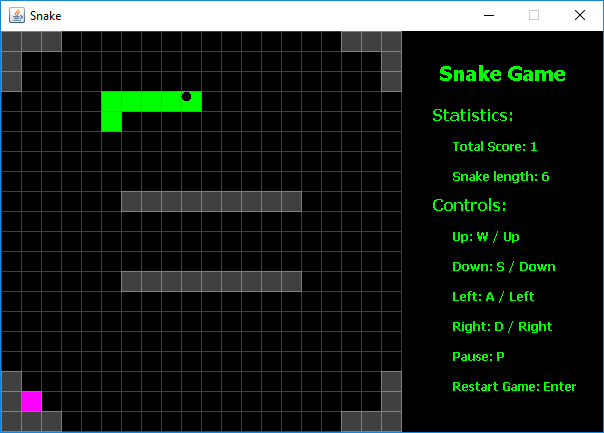 Snake
Snake Game
Statistics:
Total Score: 1
Snake length: 6
Controls:
Up: W / Up
Down: S / Down
Left: A / Left
Right: D / Right
Pause: P
Restart Game: Enter